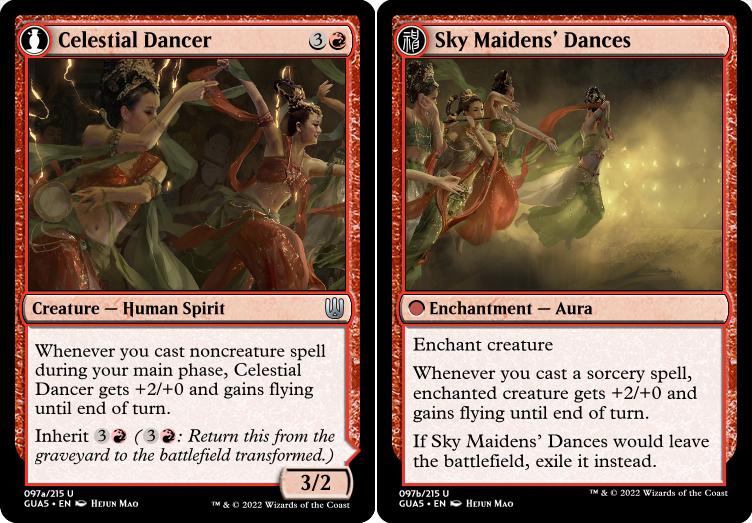 Celestial Dancer 3
Creature — Human Spirit
Whenever you cast noncreature spell
during your main phase, Celestial
Dancer gets +2/+0 and gains flying
until end of turn.
Inherit 3 ( 3 : Return this from the
graveyard to the battlefield transformed.)
3/2
097a/215 U
GUA5 • EN HEJUN MAO
™ & © 2022 Wizards of the Coast
Sky Maidens' Dances
Enchantment — Aura
Enchant creature
Whenever you cast a sorcery spell,
enchanted creature gets +2/+0 and
gains flying until end of turn.
If Sky Maidens' Dances would leave
the battlefield, exile it instead.
097b/215 U
GUA5 • EN HEJUN MAO
™ & © 2022 Wizards of the Coast